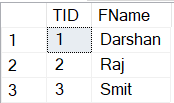 TID FName
1 1 Darshan
2 2 Raj
3 3 Smit